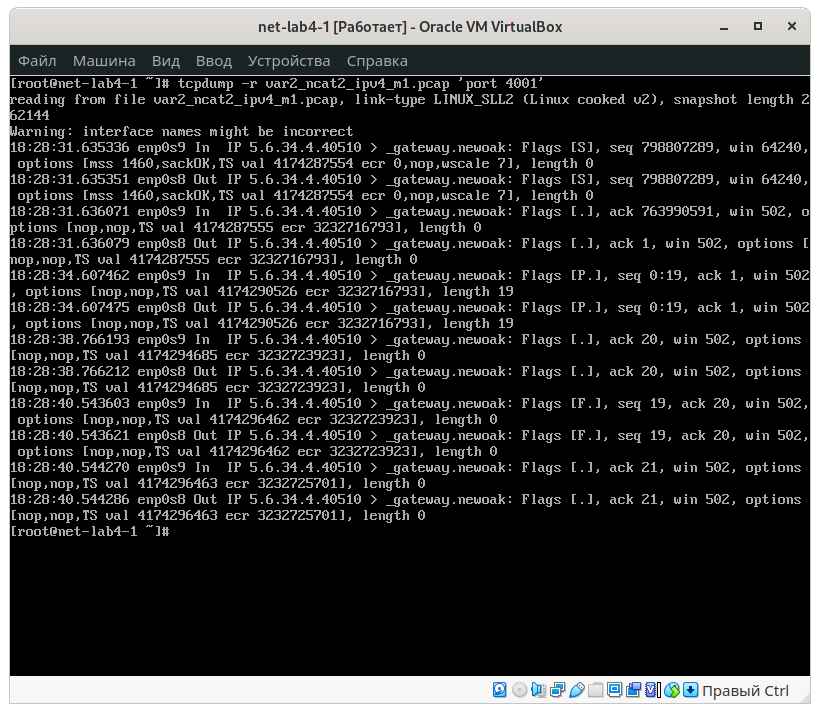 net-lab4-1 [Работает] - Oracle VM VirtualBox
Файл Машина Вид Ввод Устройства Справка
[root@net-lab4-1 ~]# tcpdump -r var2_ncat2_ipv4_m1.pcap 'port 4001'
reading from file var2_ncat2_ipv4_m1.pcap, link-type LINUX_SLL2 (Linux cooked v2), snapshot length 2
62144
Warning: interface names might be incorrect
18:28:31.635336 enp0s9 In  IP 5.6.34.4.40510 > _gateway.newoak: Flags [S], seq 798807289, win 64240,
 options [mss 1460,sackOK,TS val 4174287554 ecr 0,nop,wscale 7], length 0
18:28:31.635351 enp0s8 Out IP 5.6.34.4.40510 > _gateway.newoak: Flags [S], seq 798807289, win 64240,
 options [mss 1460,sackOK,TS val 4174287554 ecr 0,nop,wscale 7], length 0
18:28:31.636071 enp0s9 In  IP 5.6.34.4.40510 > _gateway.newoak: Flags [.], ack 763990591, win 502, o
ptions [nop,nop,TS val 4174287555 ecr 3232716793], length 0
18:28:31.636079 enp0s8 Out IP 5.6.34.4.40510 > _gateway.newoak: Flags [.], ack 1, win 502, options [
nop,nop,TS val 4174287555 ecr 3232716793], length 0
18:28:34.607462 enp0s9 In  IP 5.6.34.4.40510 > _gateway.newoak: Flags [P.], seq 0:19, ack 1, win 502
, options [nop,nop,TS val 4174290526 ecr 3232716793], length 19
18:28:34.607475 enp0s8 Out IP 5.6.34.4.40510 > _gateway.newoak: Flags [P.], seq 0:19, ack 1, win 502
, options [nop,nop,TS val 4174290526 ecr 3232716793], length 19
18:28:38.766193 enp0s9 In  IP 5.6.34.4.40510 > _gateway.newoak: Flags [.], ack 20, win 502, options
[nop,nop,TS val 4174294685 ecr 3232723923], length 0
18:28:38.766212 enp0s8 Out IP 5.6.34.4.40510 > _gateway.newoak: Flags [.], ack 20, win 502, options
[nop,nop,TS val 4174294685 ecr 3232723923], length 0
18:28:40.543603 enp0s9 In  IP 5.6.34.4.40510 > _gateway.newoak: Flags [F.], seq 19, ack 20, win 502,
 options [nop,nop,TS val 4174296462 ecr 3232723923], length 0
18:28:40.543621 enp0s8 Out IP 5.6.34.4.40510 > _gateway.newoak: Flags [F.], seq 19, ack 20, win 502,
 options [nop,nop,TS val 4174296462 ecr 3232723923], length 0
18:28:40.544270 enp0s9 In  IP 5.6.34.4.40510 > _gateway.newoak: Flags [.], ack 21, win 502, options
[nop,nop,TS val 4174296463 ecr 3232725701], length 0
18:28:40.544286 enp0s8 Out IP 5.6.34.4.40510 > _gateway.newoak: Flags [.], ack 21, win 502, options
[nop,nop,TS val 4174296463 ecr 3232725701], length 0
[root@net-lab4-1 ~]#
Правый Ctrl